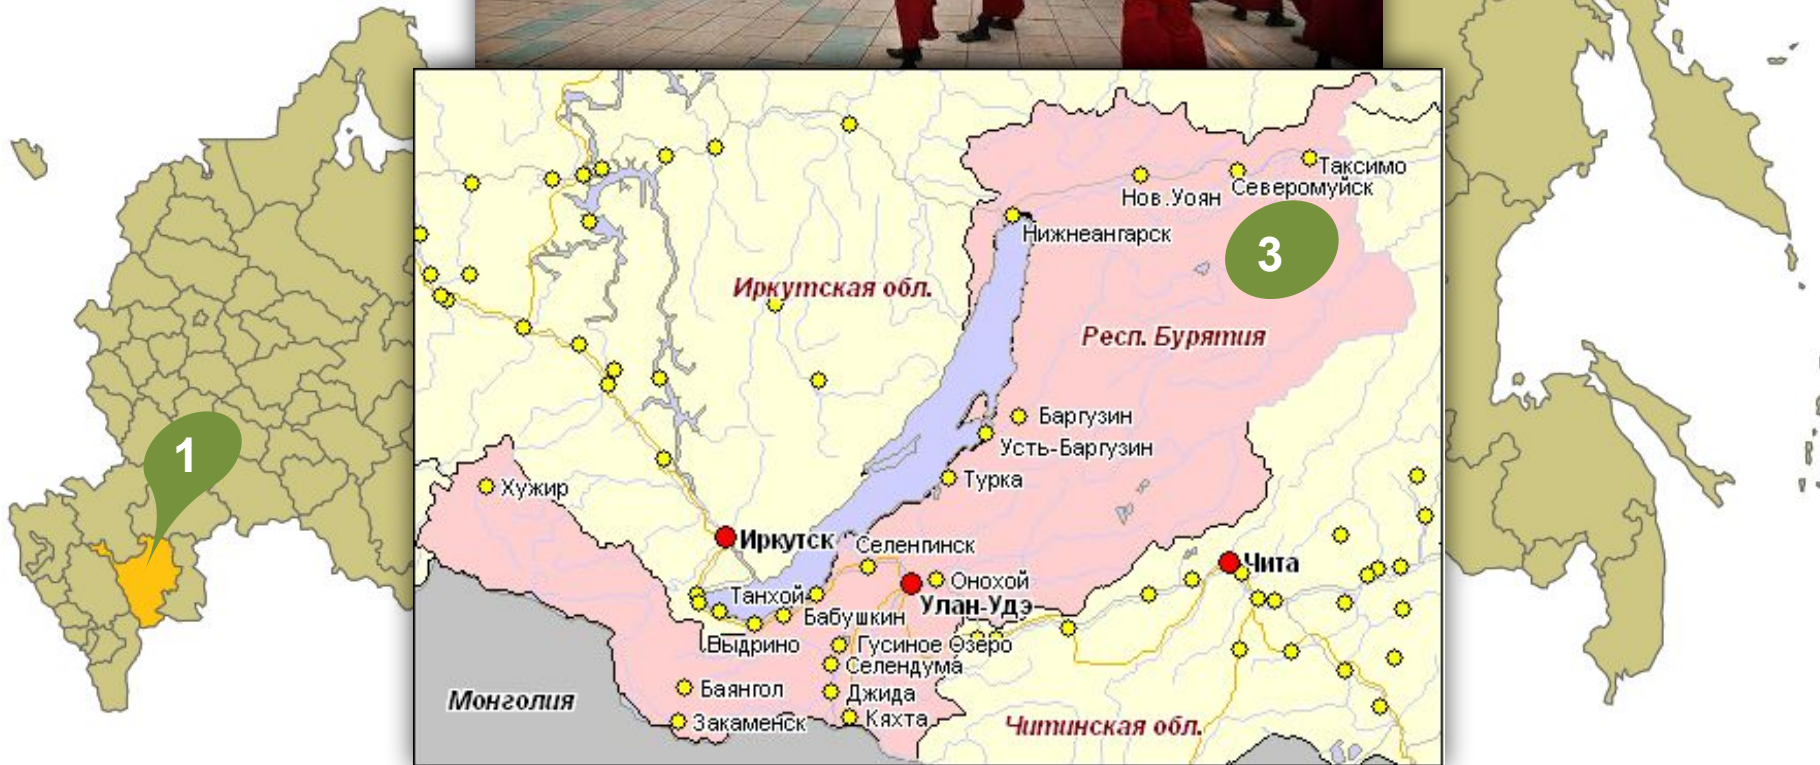 Таксимо
Северомуйск
Нов.Уоян
3
Нижнеангарск
Иркутская обл.
Респ. Бурятия
Баргузин
1
Усть-Баргузин
Турка
Хужир
Иркутск
Селенгинск
Чита
Онохой
Танхой
Улан-Удэ
Бабушкин
Выдрино
Гусиное Озеро
Селендума
Баянгол
Джида
Монголия
Закаменск
Кяхта
Читинская обл.